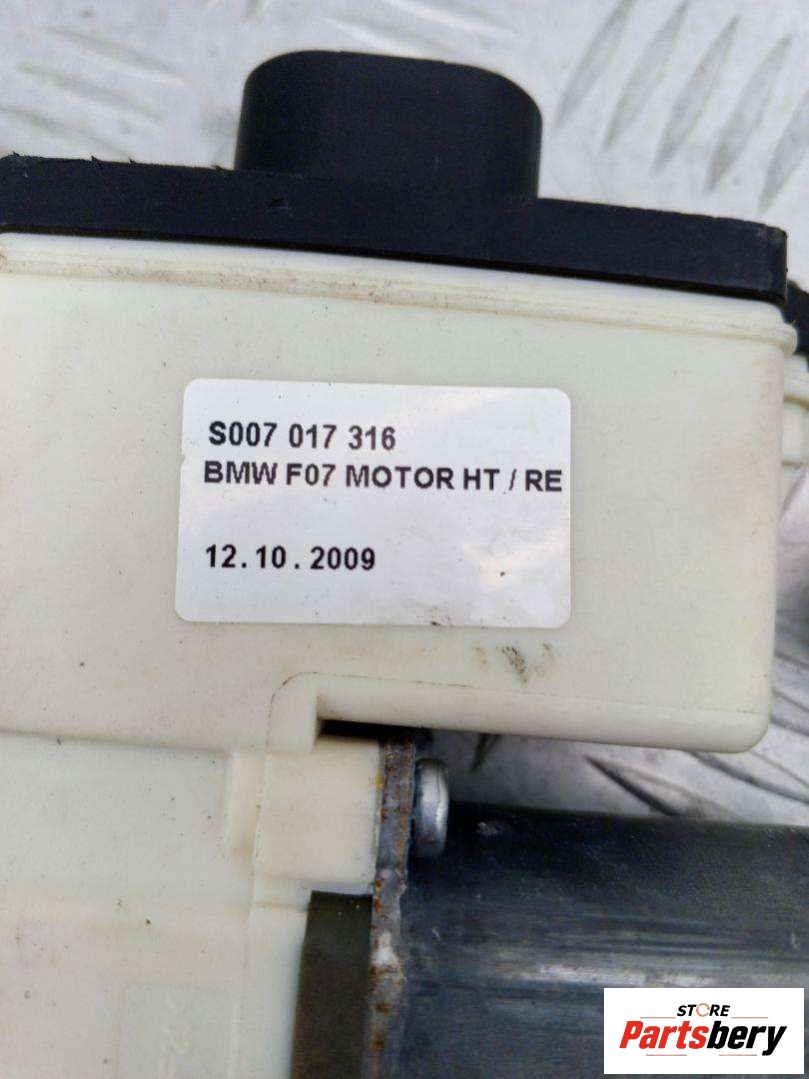 S007 017 316
BMW F07 MOTOR HT / RE
12.10.2009
STORE
Partsbery